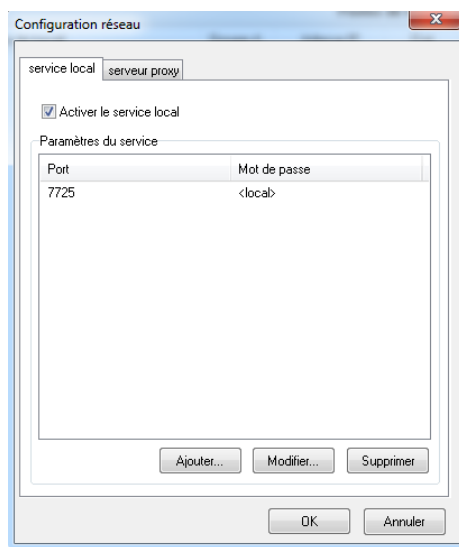 Configuration réseau
service local serveur proxy
Activer le service local
Paramètres du service
Port Mot de passe
7725 <local>
Ajouter... Modifier... Supprimer
OK Annuler